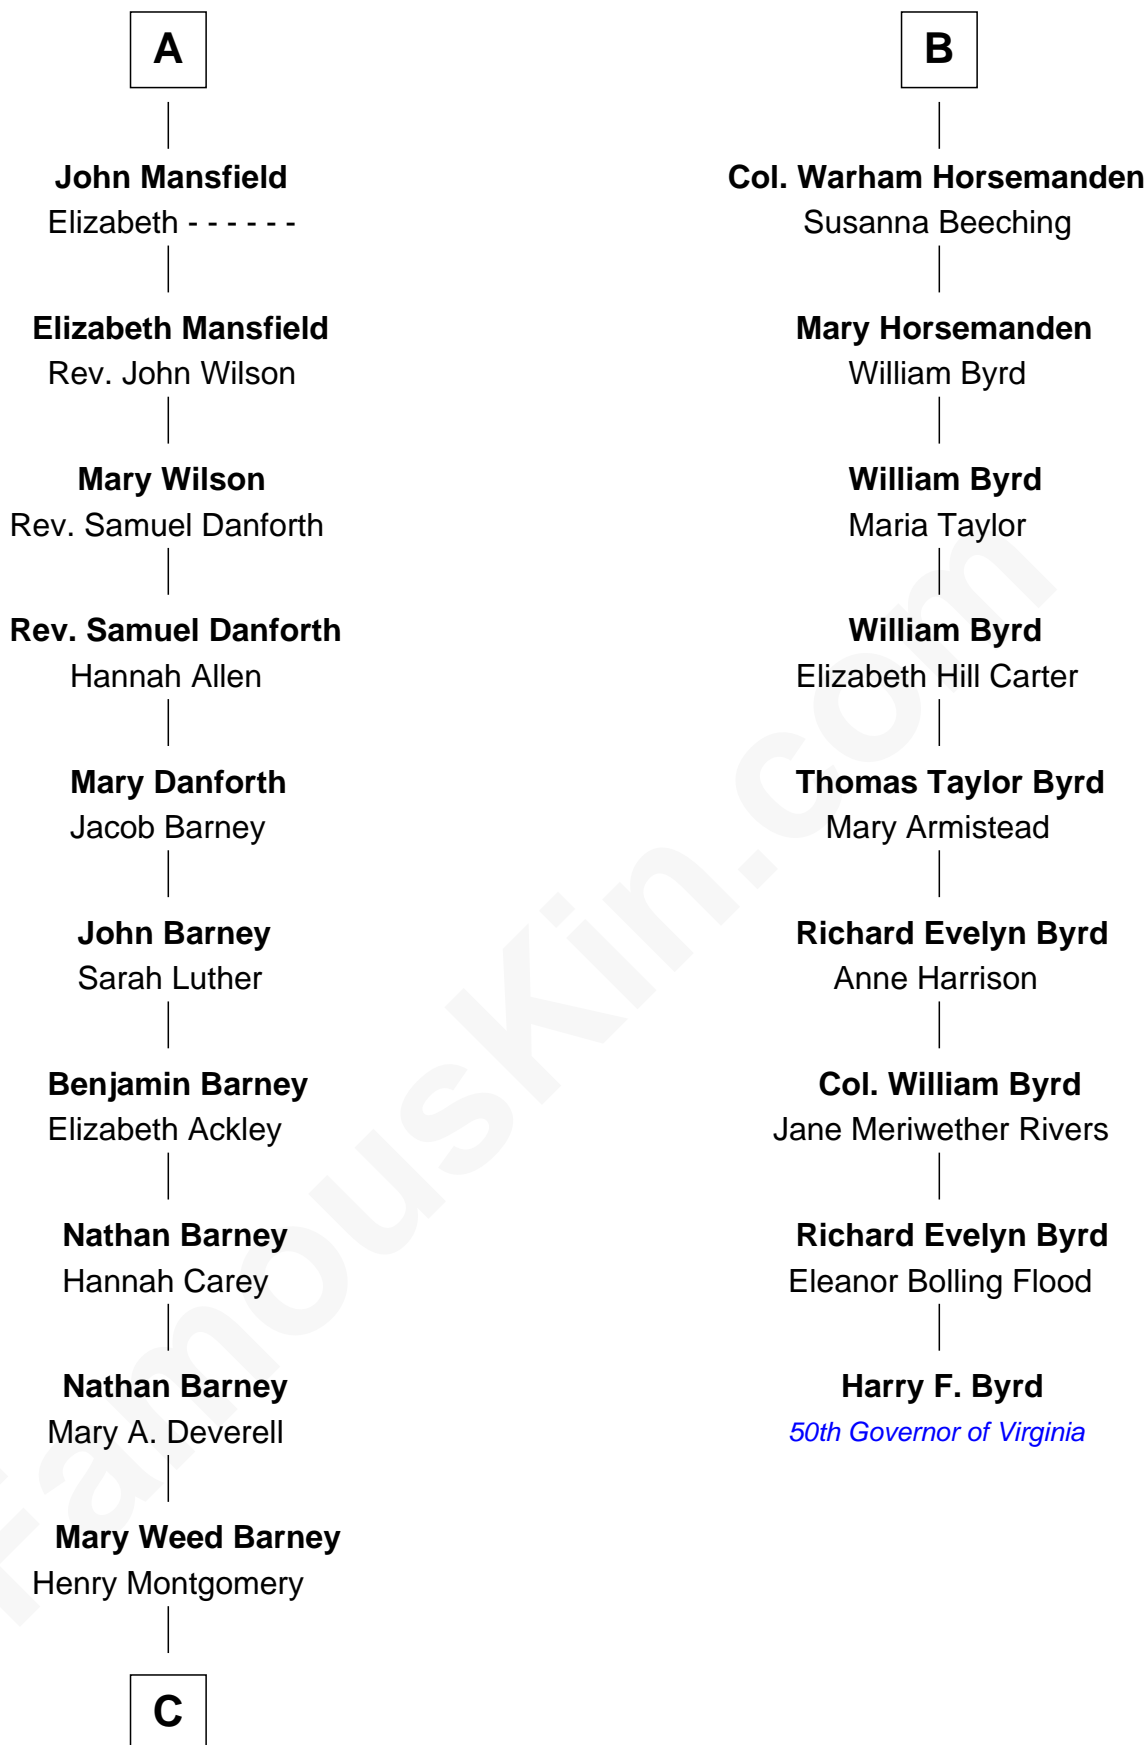 A
John Mansfield
Elizabeth - - - - - -
Elizabeth Mansfield
Rev. John Wilson
Mary Wilson
Rev. Samuel Danforth
Rev. Samuel Danforth
Hannah Allen
Mary Danforth
Jacob Barney
John Barney
Sarah Luther
Benjamin Barney
Elizabeth Ackley
Nathan Barney
Hannah Carey
Nathan Barney
Mary A. Deverell
Mary Weed Barney
Henry Montgomery
C
B
Col. Warham Horsemanden
Susanna Beeching
Mary Horsemanden
William Byrd
William Byrd
Maria Taylor
William Byrd
Elizabeth Hill Carter
Thomas Taylor Byrd
Mary Armistead
Richard Evelyn Byrd
Anne Harrison
Col. William Byrd
Jane Meriwether Rivers
Richard Evelyn Byrd
Eleanor Bolling Flood
Harry F. Byrd
50th Governor of Virginia
FamousKin.com